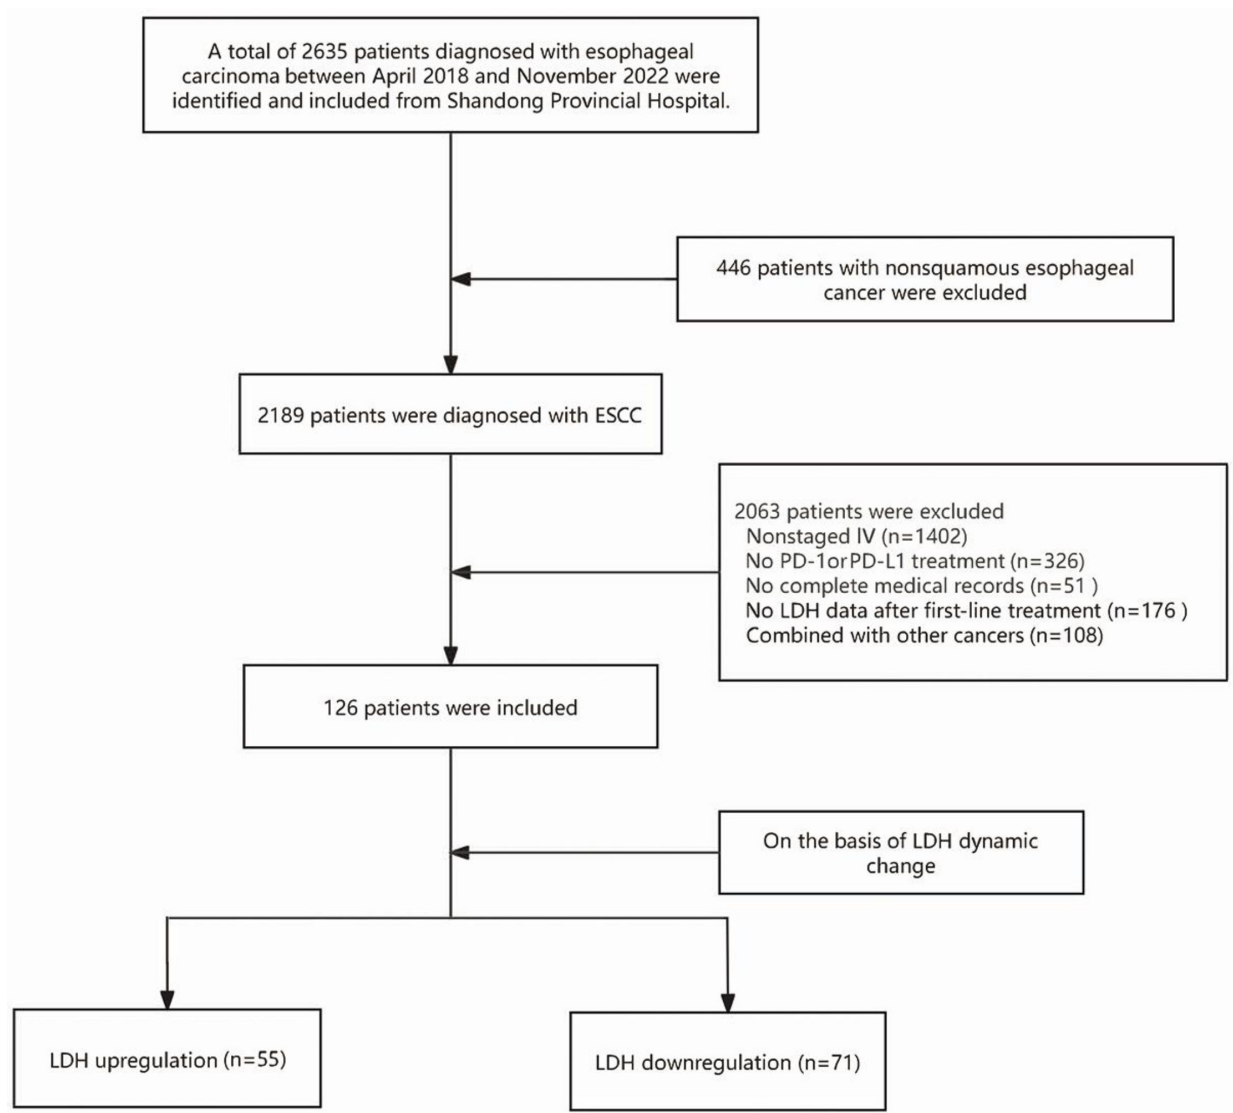 A total of 2635 patients diagnosed with esophageal
carcinoma between April 2018 and November 2022 were
identified and included from Shandong Provincial Hospital.
446 patients with nonsquamous esophageal
cancer were excluded
2189 patients were diagnosed with ESCC
2063 patients were excluded
Nonstaged IV (n=1402)
No PD-1orPD-L1 treatment (n=326)
No complete medical records (n=51 )
No LDH data after first-line treatment (n=176 )
Combined with other cancers (n=108)
126 patients were included
On the basis of LDH dynamic
change
LDH upregulation (n=55)
LDH downregulation (n=71)